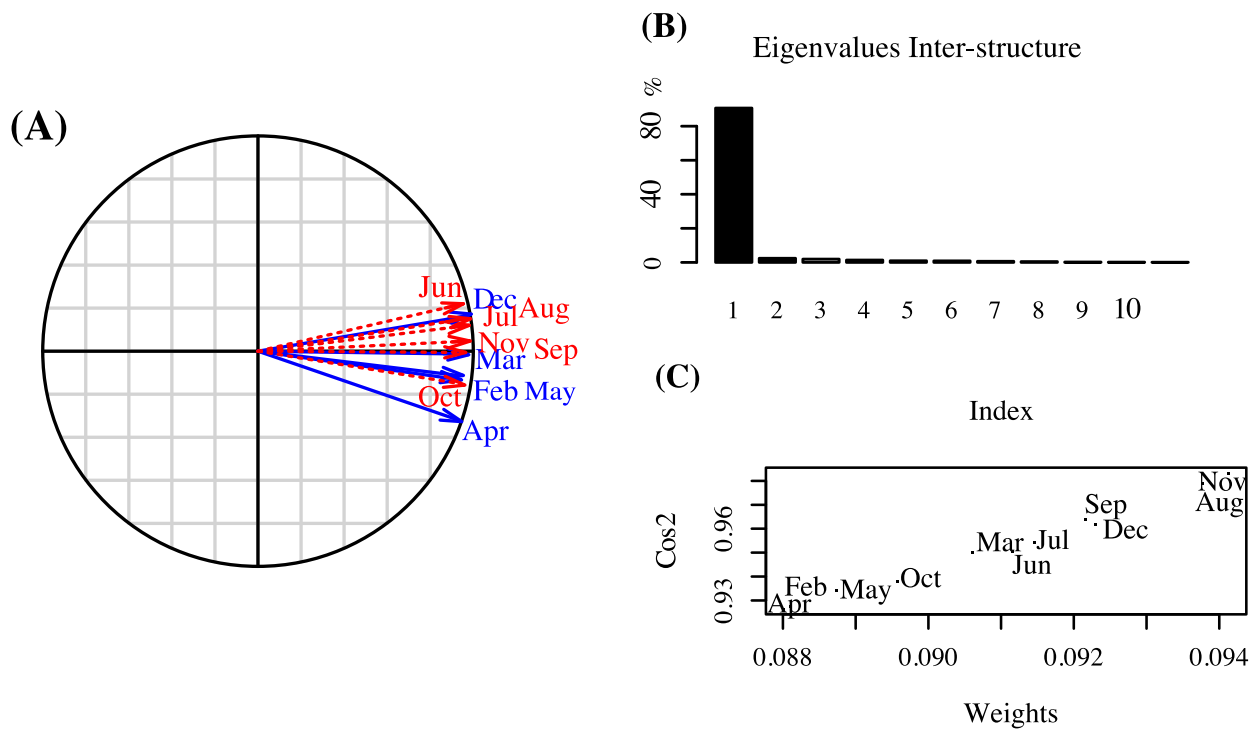 (A)
Jun
Dec
Jul
Aug
Nov
Sep
Mar
Feb
May
Oct
Apr
(B)
Eigenvalues Inter-structure
%
80
40
0
1 2 3 4 5 6 7 8 9 10
(C)
Index
Cos2
0.96
0.93
Nov
Aug
Sep
Dec
Mar
Jul
Jun
Feb
May
Oct
Apr
0.088 0.090 0.092 0.094
Weights